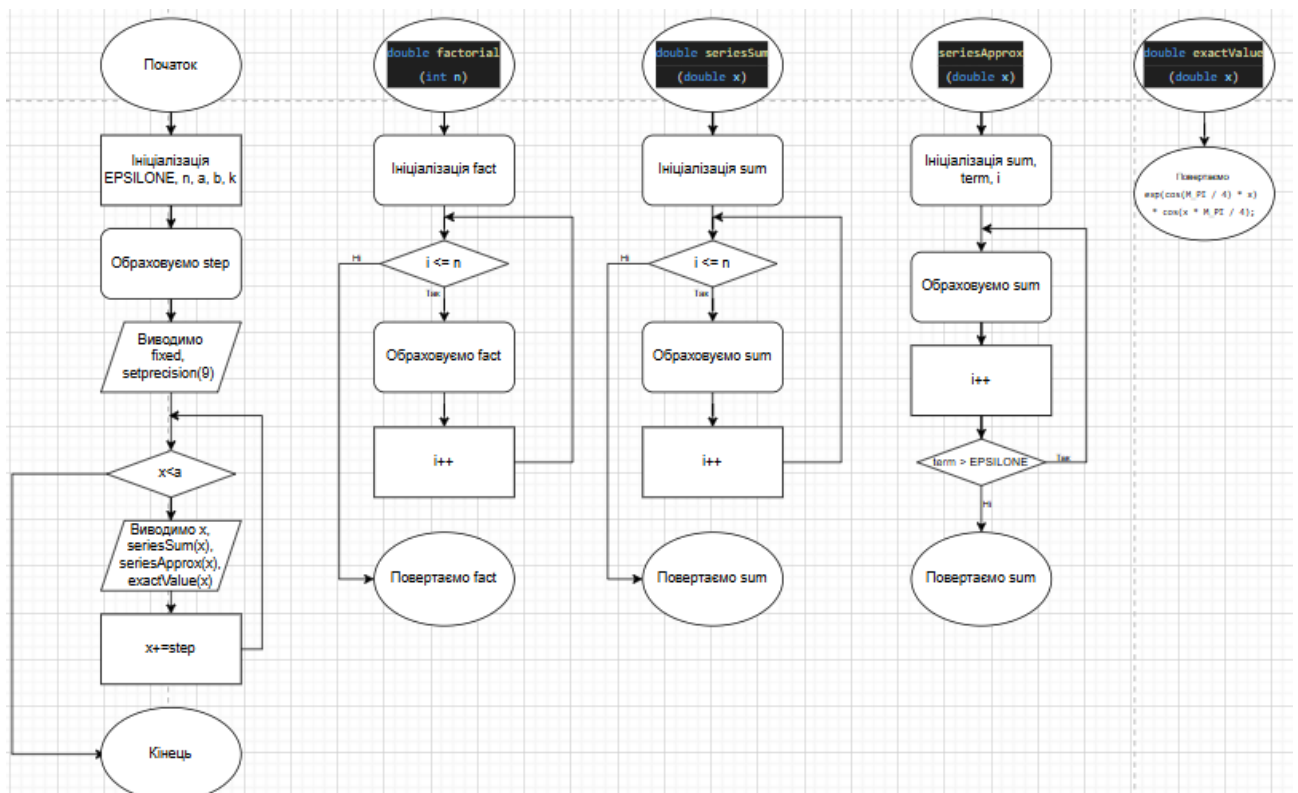 Початок
Ініціалізація
EPSILONE, n, a, b, k
Обраховуємо step
Виводимо
fixed,
setprecision(9)
x<a
Виводимо x,
seriesSum(x),
seriesApprox(x),
exactValue(x)
x+=step
Кінець
double factorial
(int n)
Ініціалізація fact
i <= n
Ні
Так
Обраховуємо fact
i++
Повертаємо fact
double seriesSum
(double x)
Ініціалізація sum
i <= n
Ні
Так
Обраховуємо sum
i++
Повертаємо sum
seriesApprox
(double x)
Ініціалізація sum,
term, i
Обраховуємо sum
i++
term > EPSILONE
Так
Ні
Повертаємо sum
double exactValue
(double x)
Повертаємо
exp(cos(M_PI / 4) * x)
* cos(x * M_PI / 4);